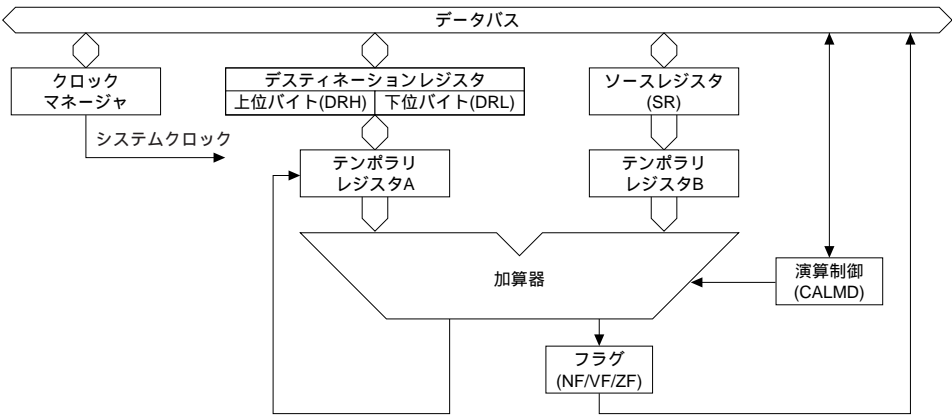 データバス
クロック
マネージャ
デスティネーションレジスタ
上位バイト(DRH)
下位バイト(DRL)
ソースレジスタ
(SR)
システムクロック
テンポラリ
レジスタA
テンポラリ
レジスタB
加算器
演算制御
(CALMD)
フラグ
(NF/VF/ZF)